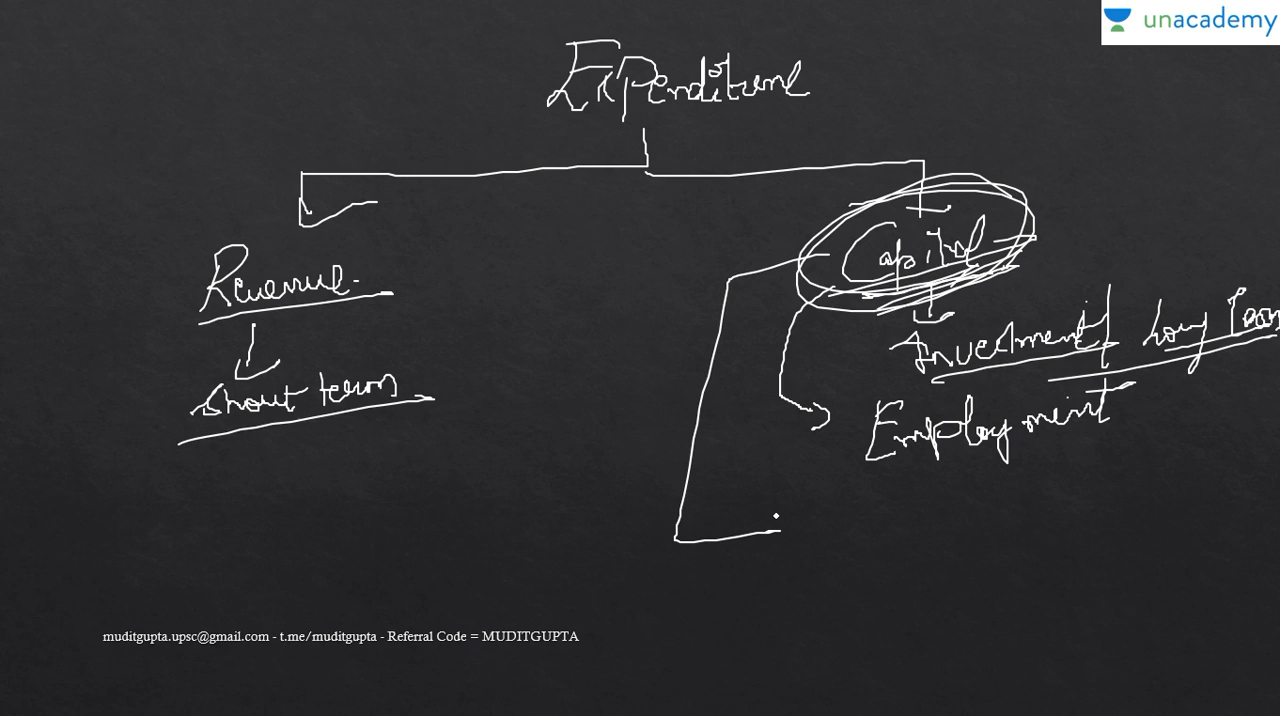 unacademy
Expenditure
Capital
Revenue
Investment Long Term
Short term
Employment
muditgupta.upsc@gmail.com - t.me/muditgupta - Referral Code = MUDITGUPTA